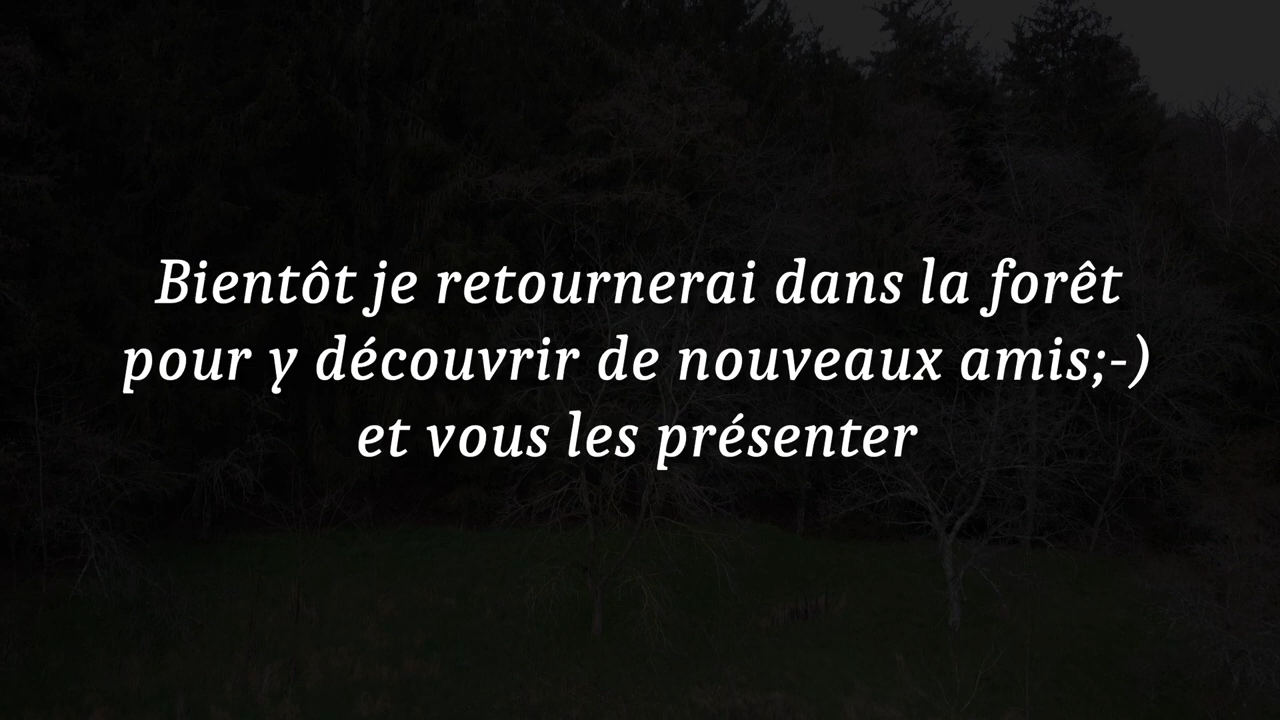 Bientôt je retournerai dans la forêt
pour y découvrir de nouveaux amis;-)
et vous les présenter